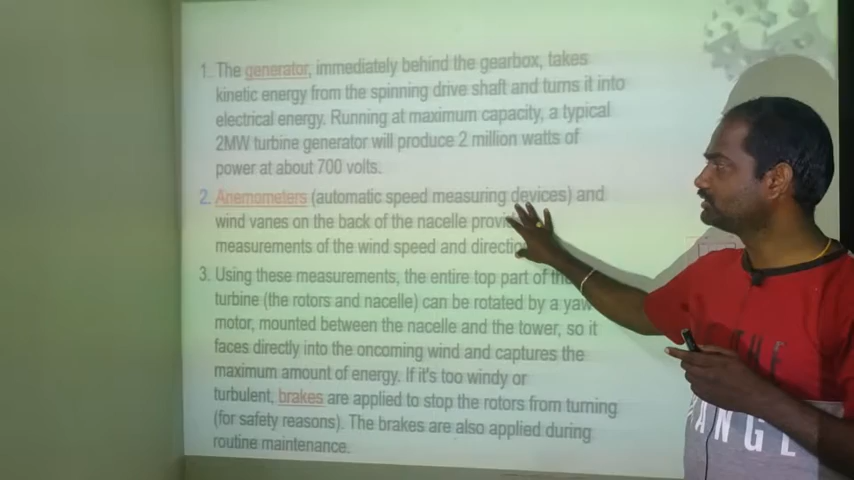 1. The generator, immediately behind the gearbox, takes
kinetic energy from the spinning drive shaft and turns it into
electrical energy. Running at maximum capacity, a typical
2MW turbine generator will produce 2 million watts of
power at about 700 volts.
2. Anemometers (automatic speed measuring devices) and
wind vanes on the back of the nacelle
measurements of the wind speed and
3. Using these measurements, the entire top part of
turbine (the rotors and nacelle) can be rotated by a yaw
motor, mounted between the nacelle and the tower, so it
faces directly into the oncoming wind and captures the
maximum amount of energy. If it's too windy or
turbulent, brakes are applied to stop the rotors from turning
(for safety reasons). The brakes are also applied during
routine maintenance.